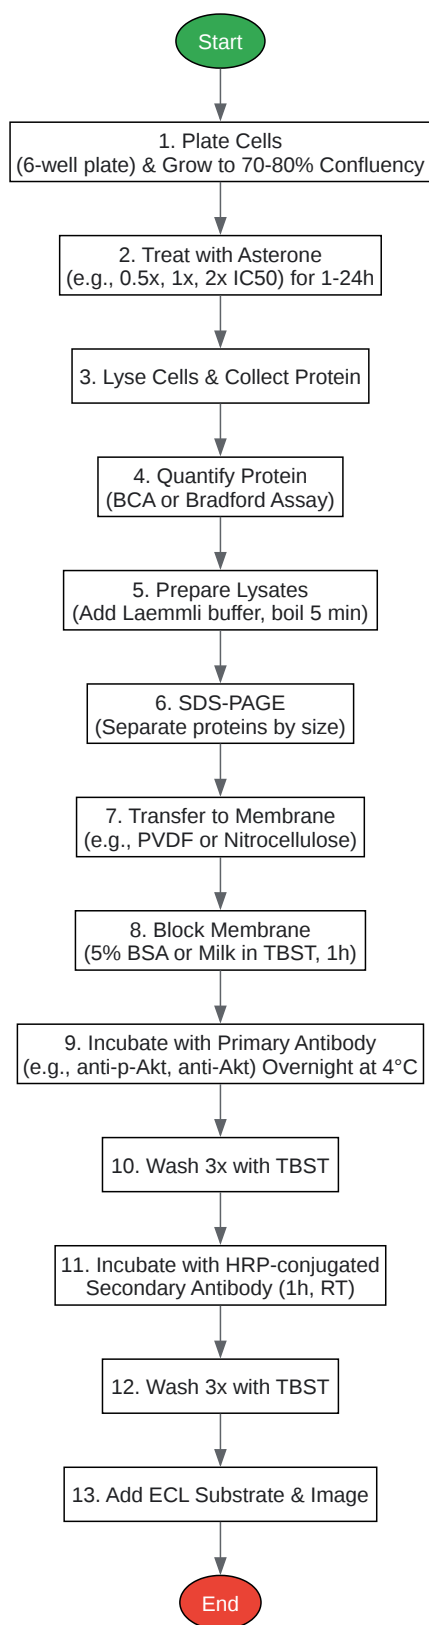 Start
1. Plate Cells
(6-well plate) & Grow to 70-80% Confluency
2. Treat with Asterone
(e.g., 0.5x, 1x, 2x IC50) for 1-24h
3. Lyse Cells & Collect Protein
4. Quantify Protein
(BCA or Bradford Assay)
5. Prepare Lysates
(Add Laemmli buffer, boil 5 min)
6. SDS-PAGE
(Separate proteins by size)
7. Transfer to Membrane
(e.g., PVDF or Nitrocellulose)
8. Block Membrane
(5% BSA or Milk in TBST, 1h)
9. Incubate with Primary Antibody
(e.g., anti-p-Akt, anti-Akt) Overnight at 4°C
10. Wash 3x with TBST
11. Incubate with HRP-conjugated
Secondary Antibody (1h, RT)
12. Wash 3x with TBST
13. Add ECL Substrate & Image
End